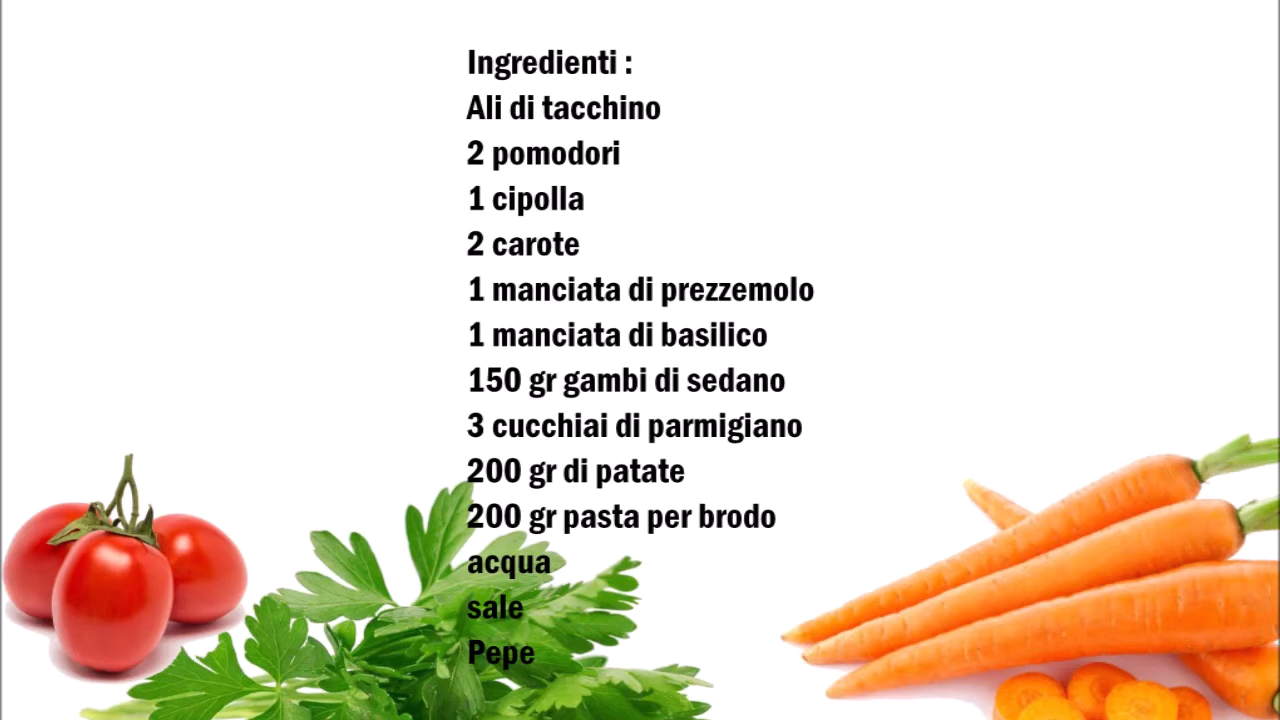 Ingredienti :
Ali di tacchino
2 pomodori
1 cipolla
2 carote
1 manciata di prezzemolo
1 manciata di basilico
150 gr gambi di sedano
3 cucchiai di parmigiano
200 gr di patate
200 gr pasta per brodo
acqua
sale
Pepe